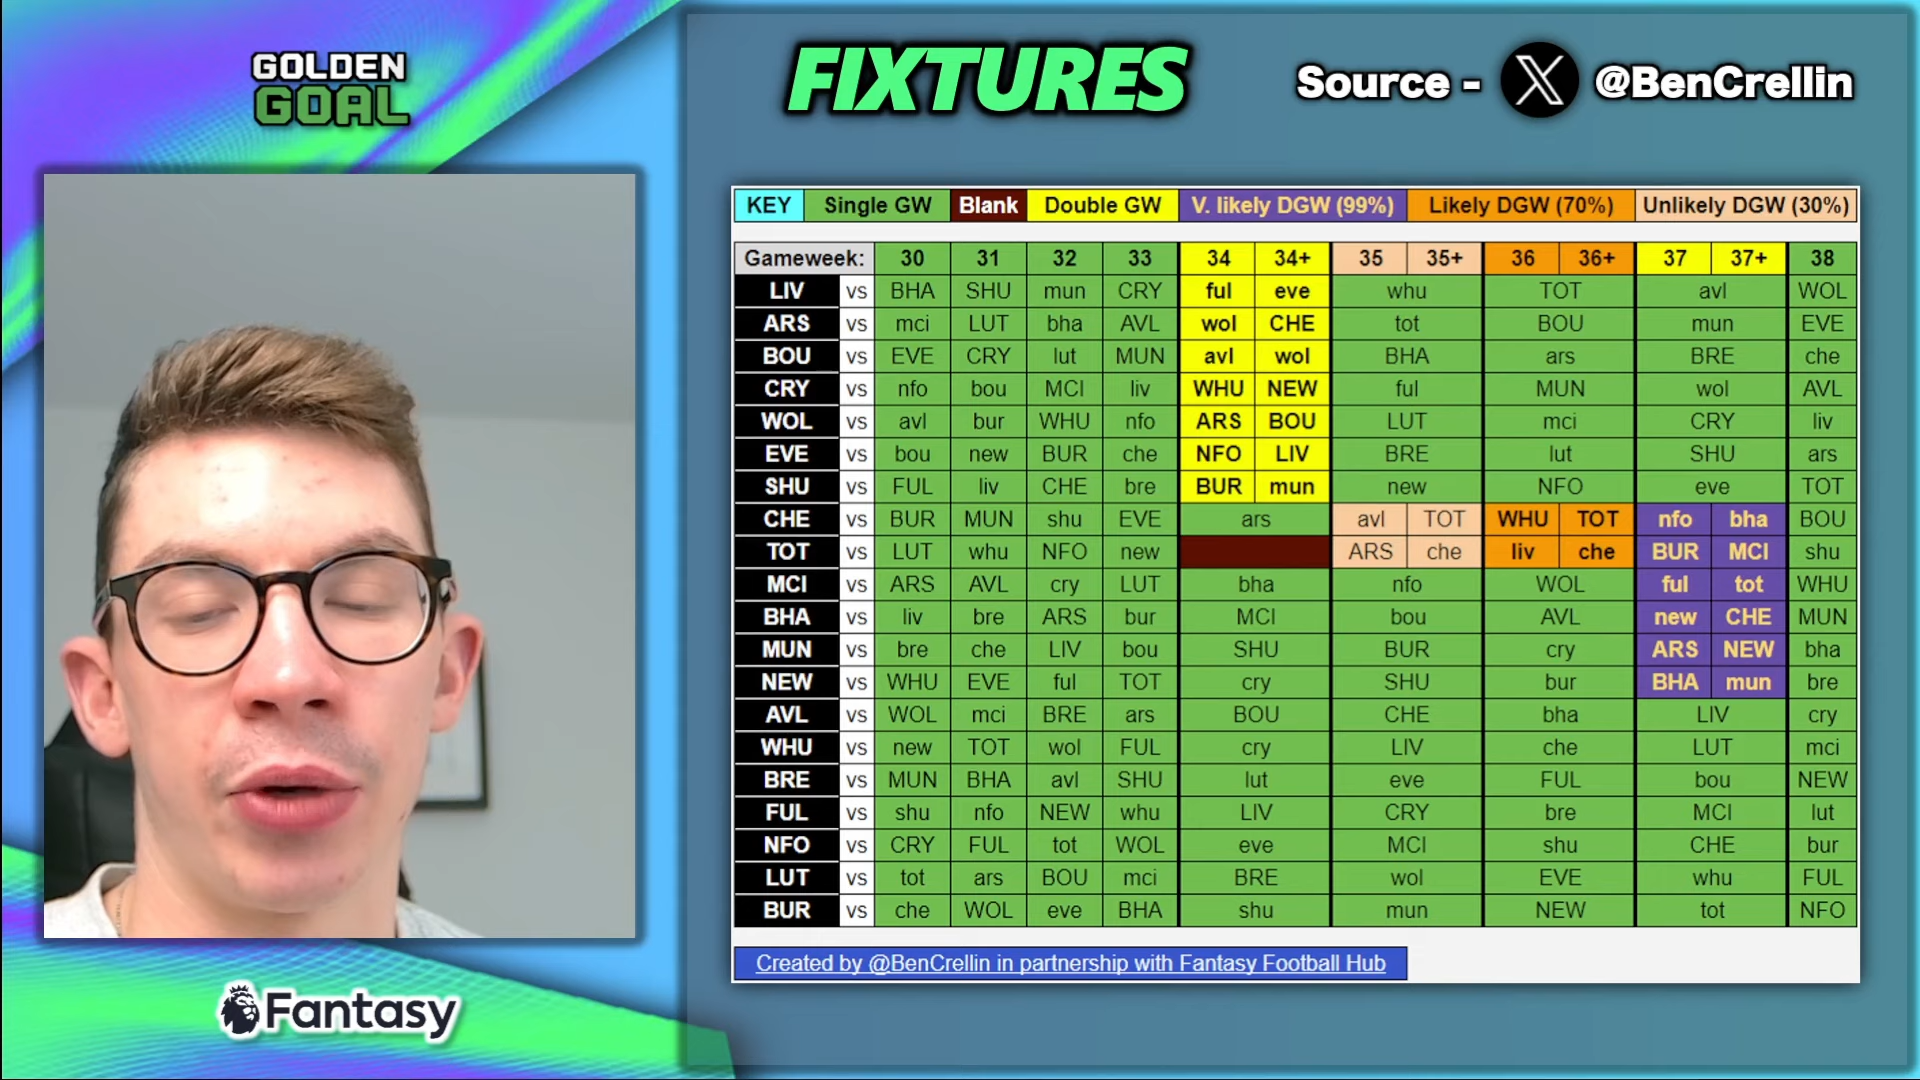 GOLDEN
GOAL
FIXTURES
Source - X @BenCrellin
KEY Single GW Blank Double GW V. likely DGW (99%) Likely DGW (70%) Unlikely DGW (30%)
Gameweek: 30 31 32 33 34 34+ 35 35+ 36 36+ 37 37+ 38
LIV vs BHA SHU mun CRY ful eve whu TOT avl WOL
ARS vs mci LUT bha AVL wol CHE tot BOU mun EVE
BOU vs EVE CRY lut MUN avl wol BHA ars BRE che
CRY vs nfo bou MCI liv WHU NEW ful MUN wol AVL
WOL vs avl bur WHU nfo ARS BOU LUT mci CRY liv
EVE vs bou new BUR che NFO LIV BRE lut SHU ars
SHU vs FUL liv CHE bre BUR mun new NFO eve TOT
CHE vs BUR MUN shu EVE ars avl TOT WHU TOT nfo bha BOU
TOT vs LUT whu NFO new ARS che liv che BUR MCI shu
MCI vs ARS AVL cry LUT bha nfo WOL ful tot WHU
BHA vs liv bre ARS bur MCI bou AVL new CHE MUN
MUN vs bre che LIV bou SHU BUR cry ARS NEW bha
NEW vs WHU EVE ful TOT cry SHU bur BHA mun bre
AVL vs WOL mci BRE ars BOU CHE bha LIV cry
WHU vs new TOT wol FUL cry LIV che LUT mci
BRE vs MUN BHA avl SHU lut eve FUL bou NEW
FUL vs shu nfo NEW whu LIV CRY bre MCI lut
NFO vs CRY FUL tot WOL eve MCI shu CHE bur
LUT vs tot ars BOU mci BRE wol EVE whu FUL
BUR vs che WOL eve BHA shu mun NEW tot NFO
Created by @BenCrellin in partnership with Fantasy Football Hub
Fantasy